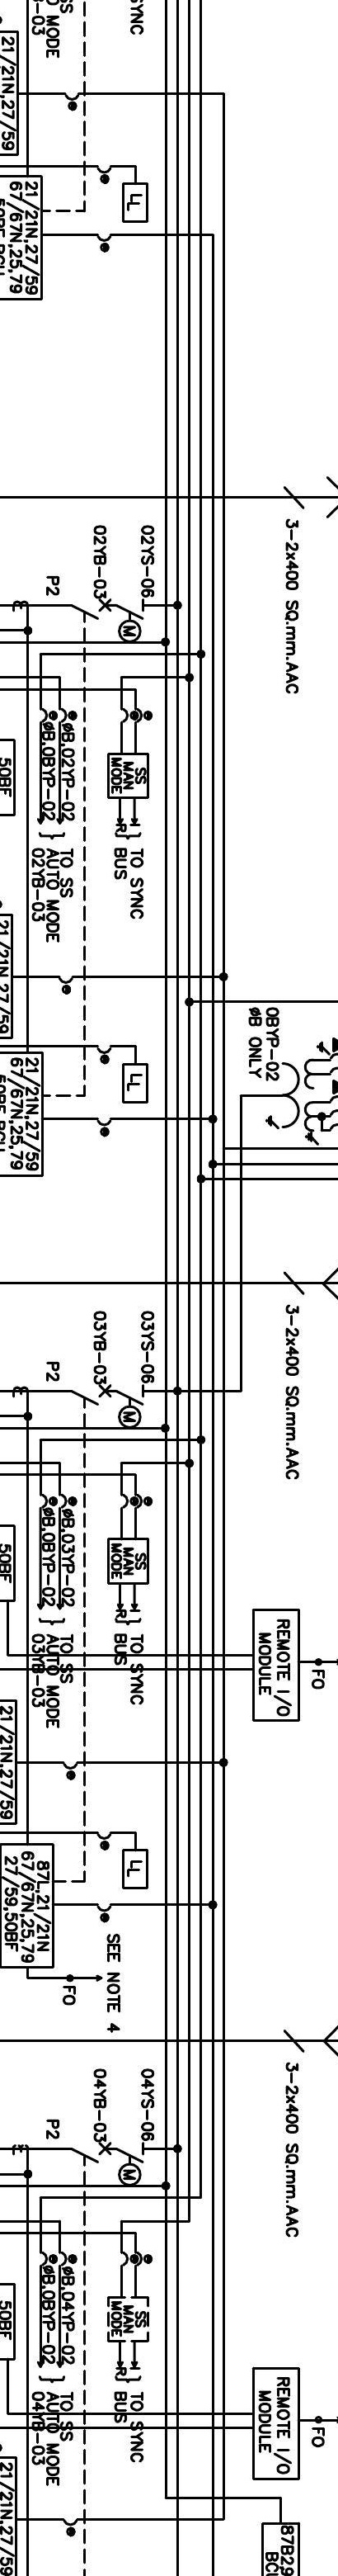 SYNC
SS
O MODE
B-03
21/21N,27/59
LL
21/21N,27/59
67/67N,25,79
50BF,BCU
3-2x400 SQ.mm.AAC
02YS-06
02YB-03
M
P2
SS
MAN
MODE
I
R
TO SYNC
BUS
øB,02YP-02
øB,0BYP-02
TO SS
AUTO MODE
02YB-03
50BF
21/21N,27/59
0BYP-02
øB ONLY
LL
21/21N,27/59
67/67N,25,79
50BF,BCU
3-2x400 SQ.mm.AAC
03YS-06
03YB-03
M
P2
SS
MAN
MODE
I
R
TO SYNC
BUS
øB,03YP-02
øB,0BYP-02
TO SS
AUTO MODE
03YB-03
50BF
REMOTE I/O
MODULE
FO
21/21N,27/59
LL
87L,21/21N
67/67N,25,79
27/59,50BF
SEE NOTE 4
FO
3-2x400 SQ.mm.AAC
04YS-06
04YB-03
M
P2
SS
MAN
MODE
I
R
TO SYNC
BUS
øB,04YP-02
øB,0BYP-02
TO SS
AUTO MODE
04YB-03
50BF
REMOTE I/O
MODULE
FO
21/21N,27/59
87B29
BCU